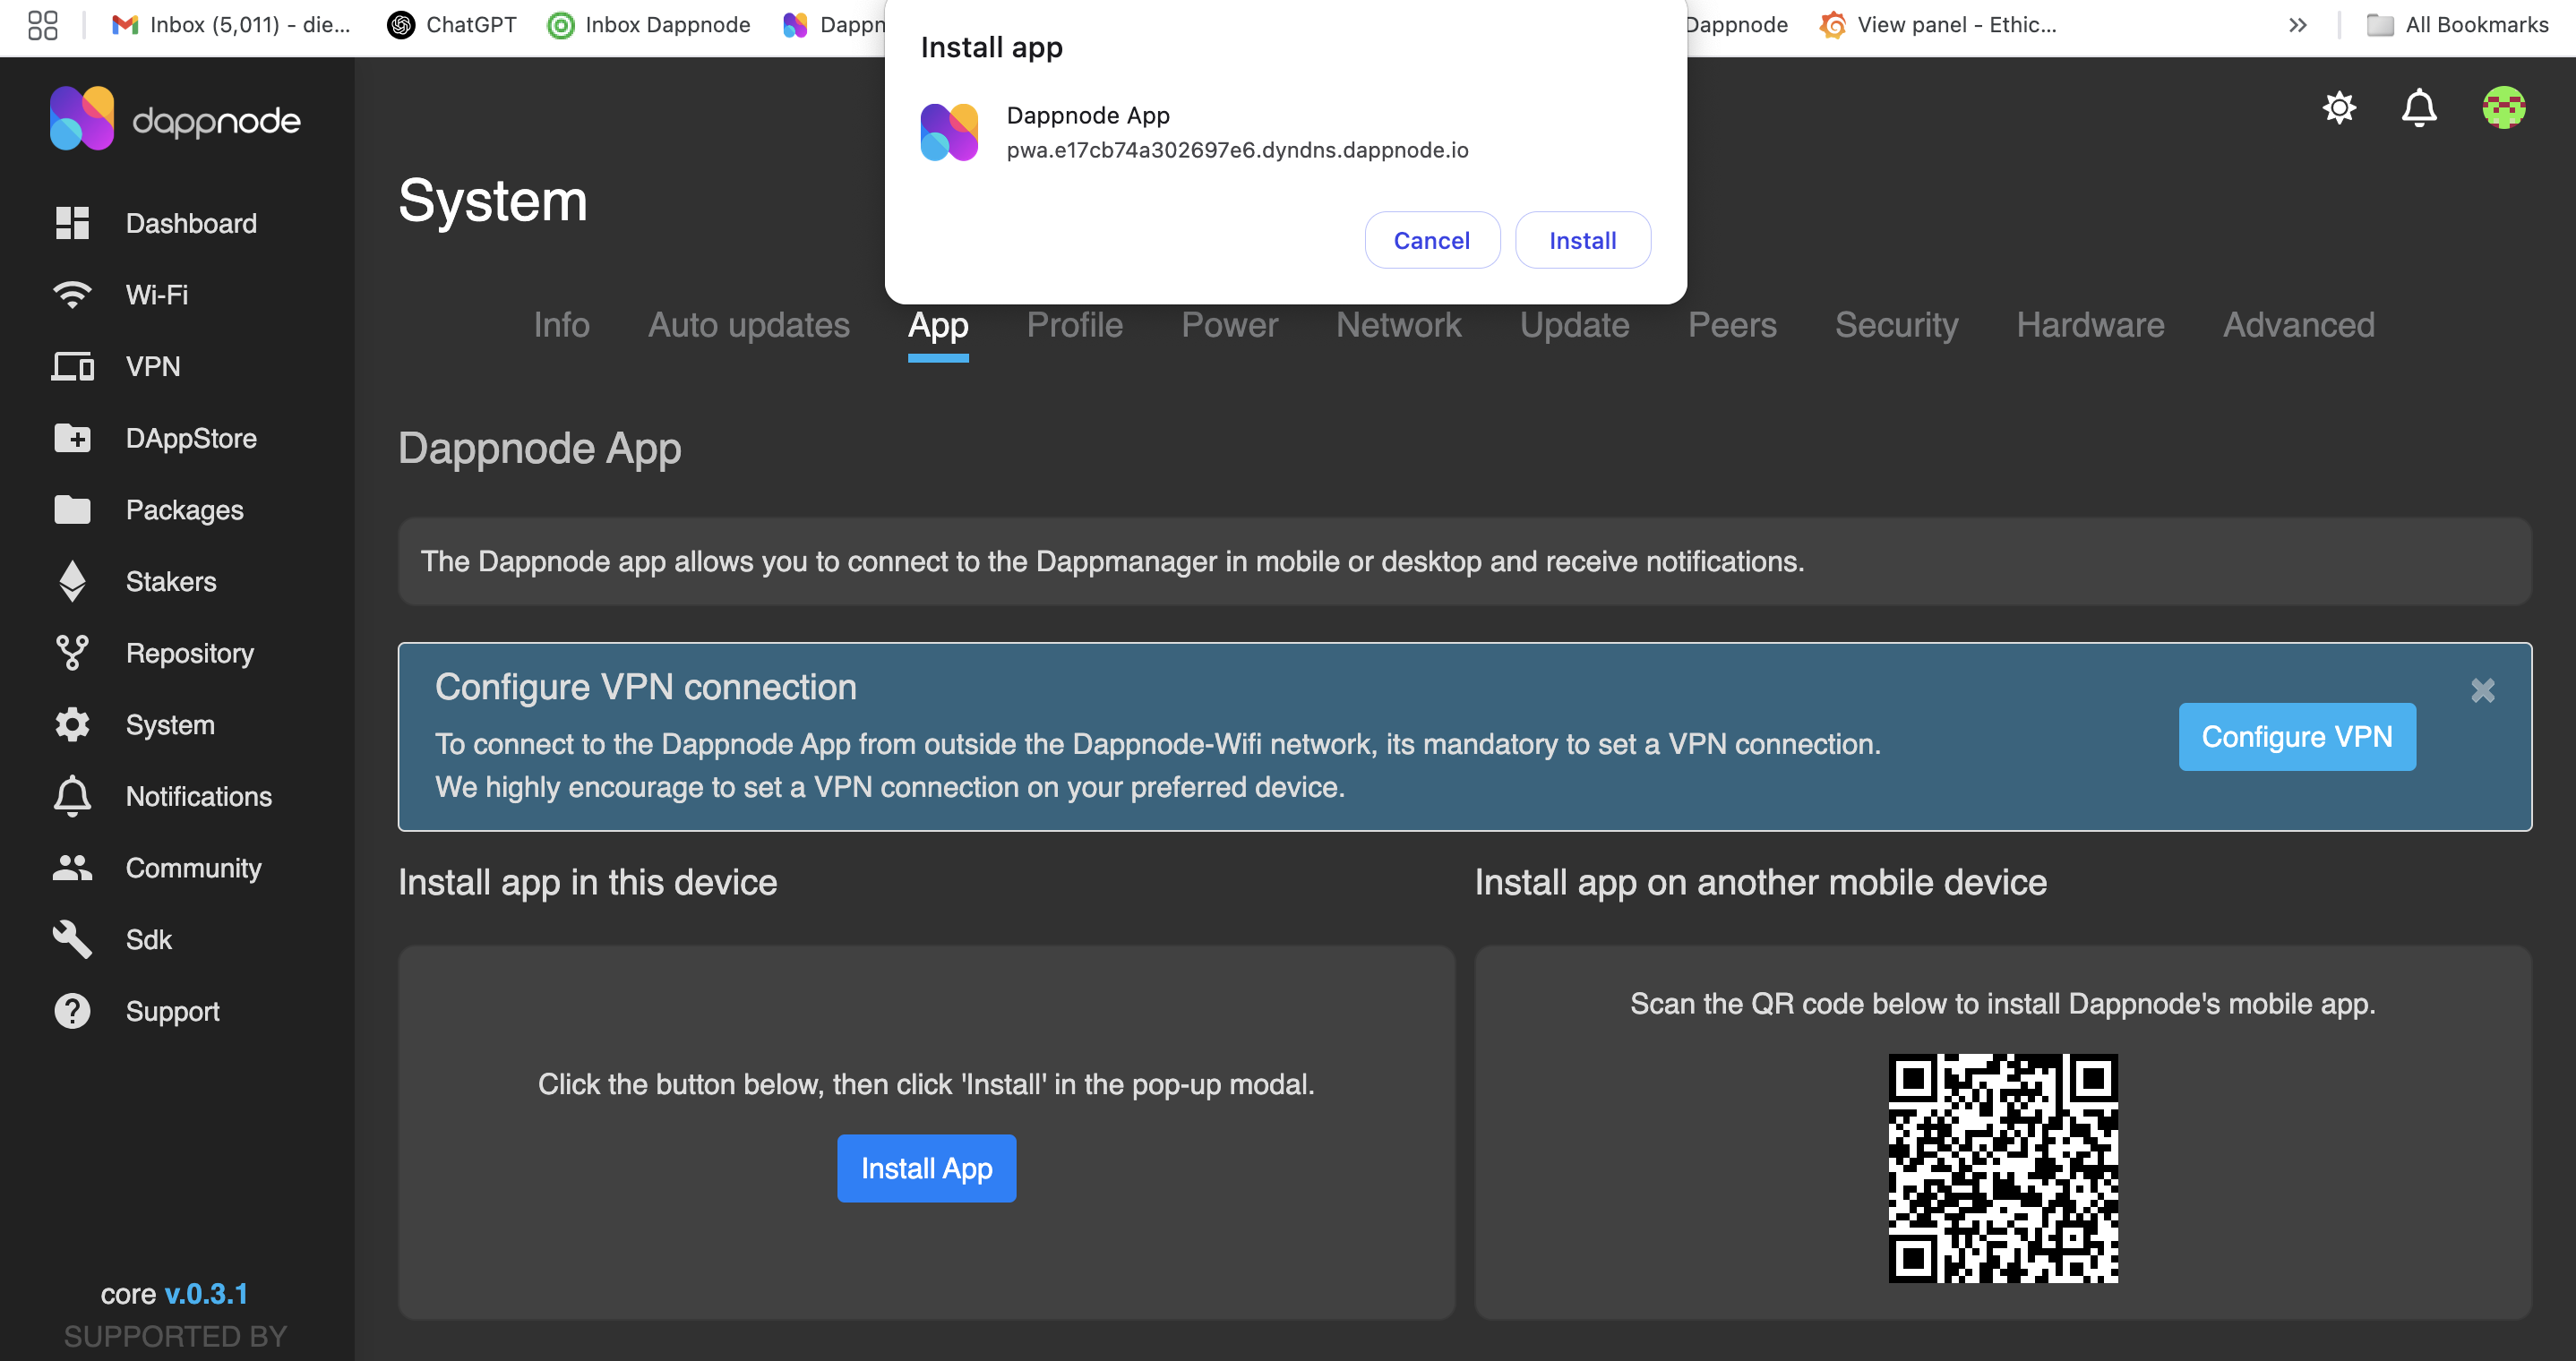 Inbox (5,011) - die...
ChatGPT
Inbox Dappnode
Dappn
Dappnode
View panel - Ethic...
All Bookmarks
Install app
Dappnode App
pwa.e17cb74a302697e6.dyndns.dappnode.io
Cancel
Install
dappnode
Dashboard
Wi-Fi
VPN
DAppStore
Packages
Stakers
Repository
System
Notifications
Community
Sdk
Support
core v.0.3.1
SUPPORTED BY
System
Info
Auto updates
App
Profile
Power
Network
Update
Peers
Security
Hardware
Advanced
Dappnode App
The Dappnode app allows you to connect to the Dappmanager in mobile or desktop and receive notifications.
Configure VPN connection
To connect to the Dappnode App from outside the Dappnode-Wifi network, its mandatory to set a VPN connection.
We highly encourage to set a VPN connection on your preferred device.
Configure VPN
Install app in this device
Click the button below, then click 'Install' in the pop-up modal.
Install App
Install app on another mobile device
Scan the QR code below to install Dappnode's mobile app.